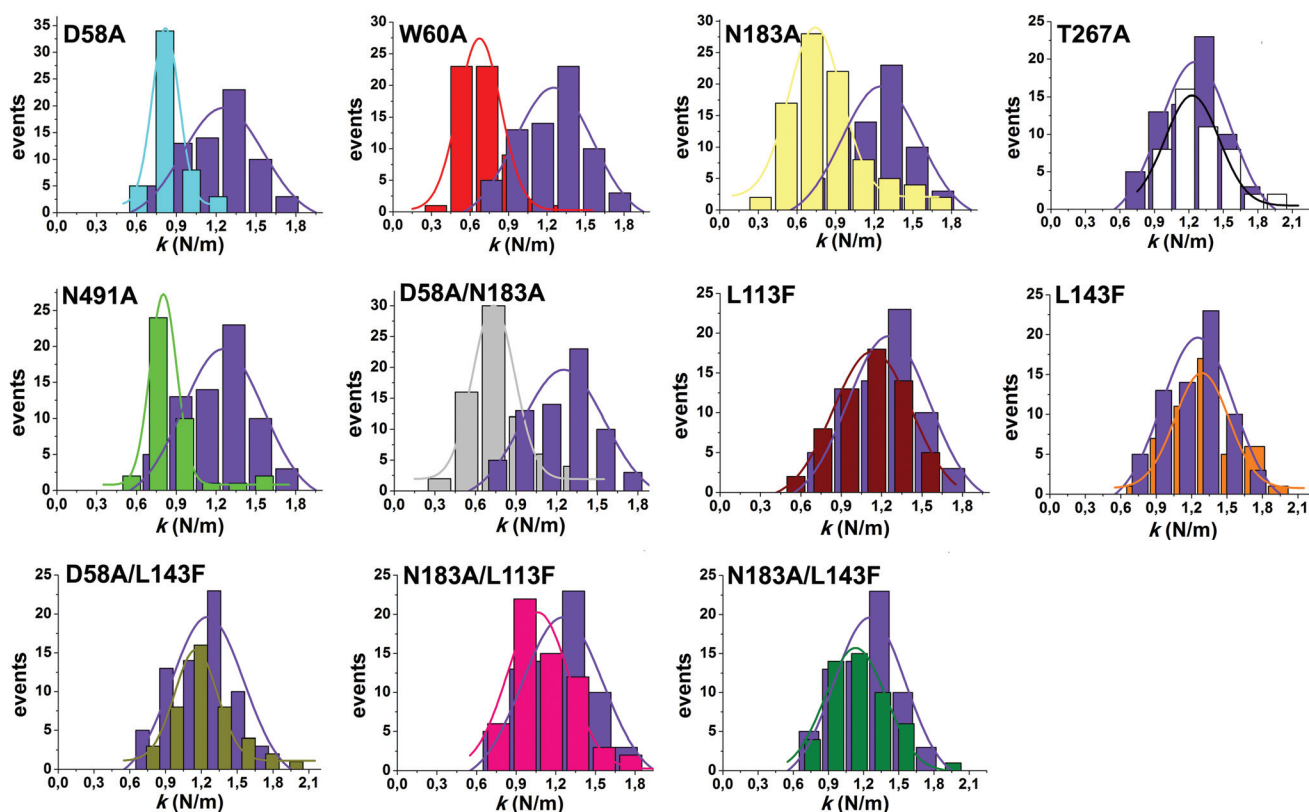 D58A
35
30
25
20
15
10
5
0
events
0,0 0,3 0,6 0,9 1,2 1,5 1,8
k (N/m)
W60A
30
25
20
15
10
5
0
events
0,0 0,3 0,6 0,9 1,2 1,5 1,8
k (N/m)
N183A
30
25
20
15
10
5
0
events
0,0 0,3 0,6 0,9 1,2 1,5 1,8
k (N/m)
T267A
25
20
15
10
5
0
events
0,0 0,3 0,6 0,9 1,2 1,5 1,8 2,1
k (N/m)
N491A
25
20
15
10
5
0
events
0,0 0,3 0,6 0,9 1,2 1,5 1,8
k (N/m)
D58A/N183A
30
25
20
15
10
5
0
events
0,0 0,3 0,6 0,9 1,2 1,5 1,8
k (N/m)
L113F
25
20
15
10
5
0
events
0,0 0,3 0,6 0,9 1,2 1,5 1,8
k (N/m)
L143F
25
20
15
10
5
0
events
0,0 0,3 0,6 0,9 1,2 1,5 1,8 2,1
k (N/m)
D58A/L143F
25
20
15
10
5
0
events
0,0 0,3 0,6 0,9 1,2 1,5 1,8 2,1
k (N/m)
N183A/L113F
25
20
15
10
5
0
events
0,0 0,3 0,6 0,9 1,2 1,5 1,8
k (N/m)
N183A/L143F
25
20
15
10
5
0
events
0,0 0,3 0,6 0,9 1,2 1,5 1,8 2,1
k (N/m)